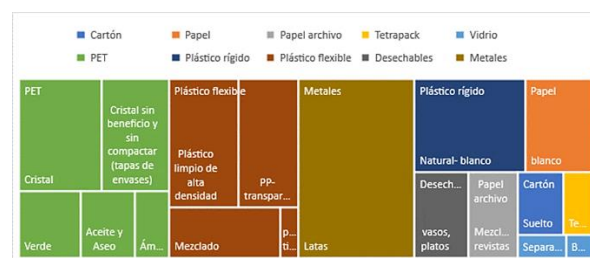 Cartón Papel Papel archivo Tetrapack Vidrio
PET Plástico rígido Plástico flexible Desechables Metales
PET
Cristal
Cristal sin
beneficio y
sin
compactar
(tapas de
envases)
Verde
Aceite y
Aseo
Ám...
Plástico flexible
Plástico
limpio de
alta
densidad
PP-
transpar...
Mezclado
p...
ti...
Metales
Latas
Plástico rígido
Natural- blanco
Papel
blanco
Desech...
vasos,
platos
Papel
archivo
Mezcl...
revistas
Cartón
Suelto
Te...
Separa...
B...